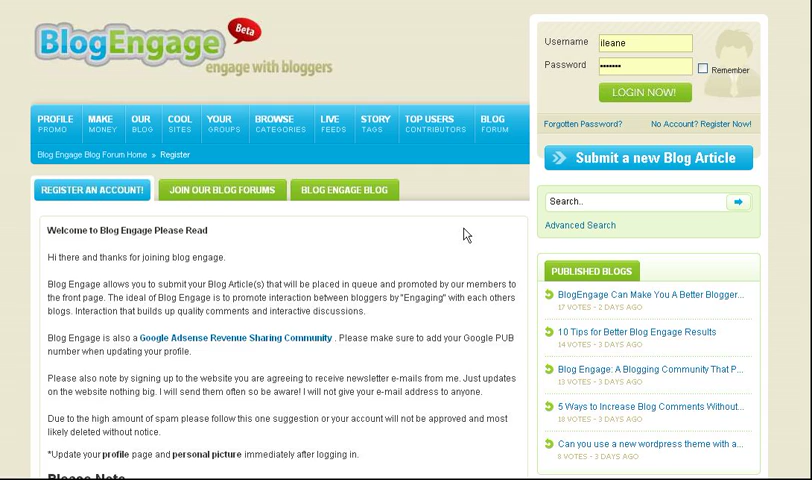 BlogEngage
Beta
engage with bloggers
Username
ileane
Password
•••••••
Remember
LOGIN NOW!
Forgotten Password?
No Account? Register Now!
PROFILE
PROMO
MAKE
MONEY
OUR
BLOG
COOL
SITES
YOUR
GROUPS
BROWSE
CATEGORIES
LIVE
FEEDS
STORY
TAGS
TOP USERS
CONTRIBUTORS
BLOG
FORUM
Blog Engage Blog Forum Home » Register
Submit a new Blog Article
REGISTER AN ACCOUNT!
JOIN OUR BLOG FORUMS
BLOG ENGAGE BLOG
Search..
Advanced Search
Welcome to Blog Engage Please Read
Hi there and thanks for joining blog engage.
Blog Engage allows you to submit your Blog Article(s) that will be placed in queue and promoted by our members to
the front page. The ideal of Blog Engage is to promote interaction between bloggers by "Engaging" with each others
blogs. Interaction that builds up quality comments and interactive discussions.
Blog Engage is also a Google Adsense Revenue Sharing Community . Please make sure to add your Google PUB
number when updating your profile.
Please also note by signing up to the website you are agreeing to receive newsletter e-mails from me. Just updates
on the website nothing big. I will send them often so be aware! I will not give your e-mail address to anyone.
Due to the high amount of spam please follow this one suggestion or your account will not be approved and most
likely deleted without notice.
*Update your profile page and personal picture immediately after logging in.
Please Note
PUBLISHED BLOGS
BlogEngage Can Make You A Better Blogger...
17 VOTES - 2 DAYS AGO
10 Tips for Better Blog Engage Results
14 VOTES - 3 DAYS AGO
Blog Engage: A Blogging Community That P...
13 VOTES - 3 DAYS AGO
5 Ways to Increase Blog Comments Without...
12 VOTES - 3 DAYS AGO
Can you use a new wordpress theme with a...
8 VOTES - 3 DAYS AGO